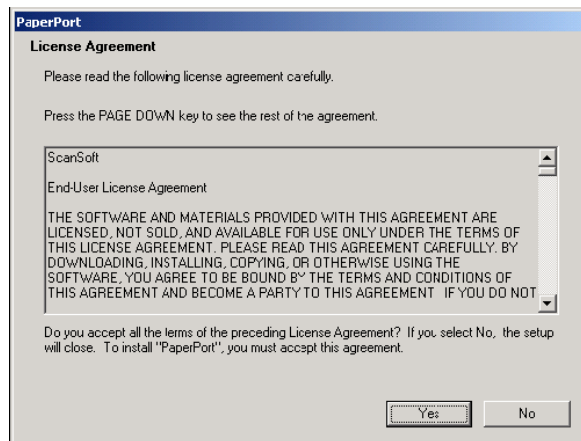 PaperPort
License Agreement
Please read the following license agreement carefully.
Press the PAGE DOWN key to see the rest of the agreement.
ScanSoft
End-User License Agreement
THE SOFTWARE AND MATERIALS PROVIDED WITH THIS AGREEMENT ARE
LICENSED, NOT SOLD, AND AVAILABLE FOR USE ONLY UNDER THE TERMS OF
THIS LICENSE AGREEMENT. PLEASE READ THIS AGREEMENT CAREFULLY. BY
DOWNLOADING, INSTALLING, COPYING, OR OTHERWISE USING THE
SOFTWARE, YOU AGREE TO BE BOUND BY THE TERMS AND CONDITIONS OF
THIS AGREEMENT AND BECOME A PARTY TO THIS AGREEMENT IF YOU DO NOT
Do you accept all the terms of the preceding License Agreement? If you select No, the setup
will close. To install "PaperPort", you must accept this agreement.
Yes
No